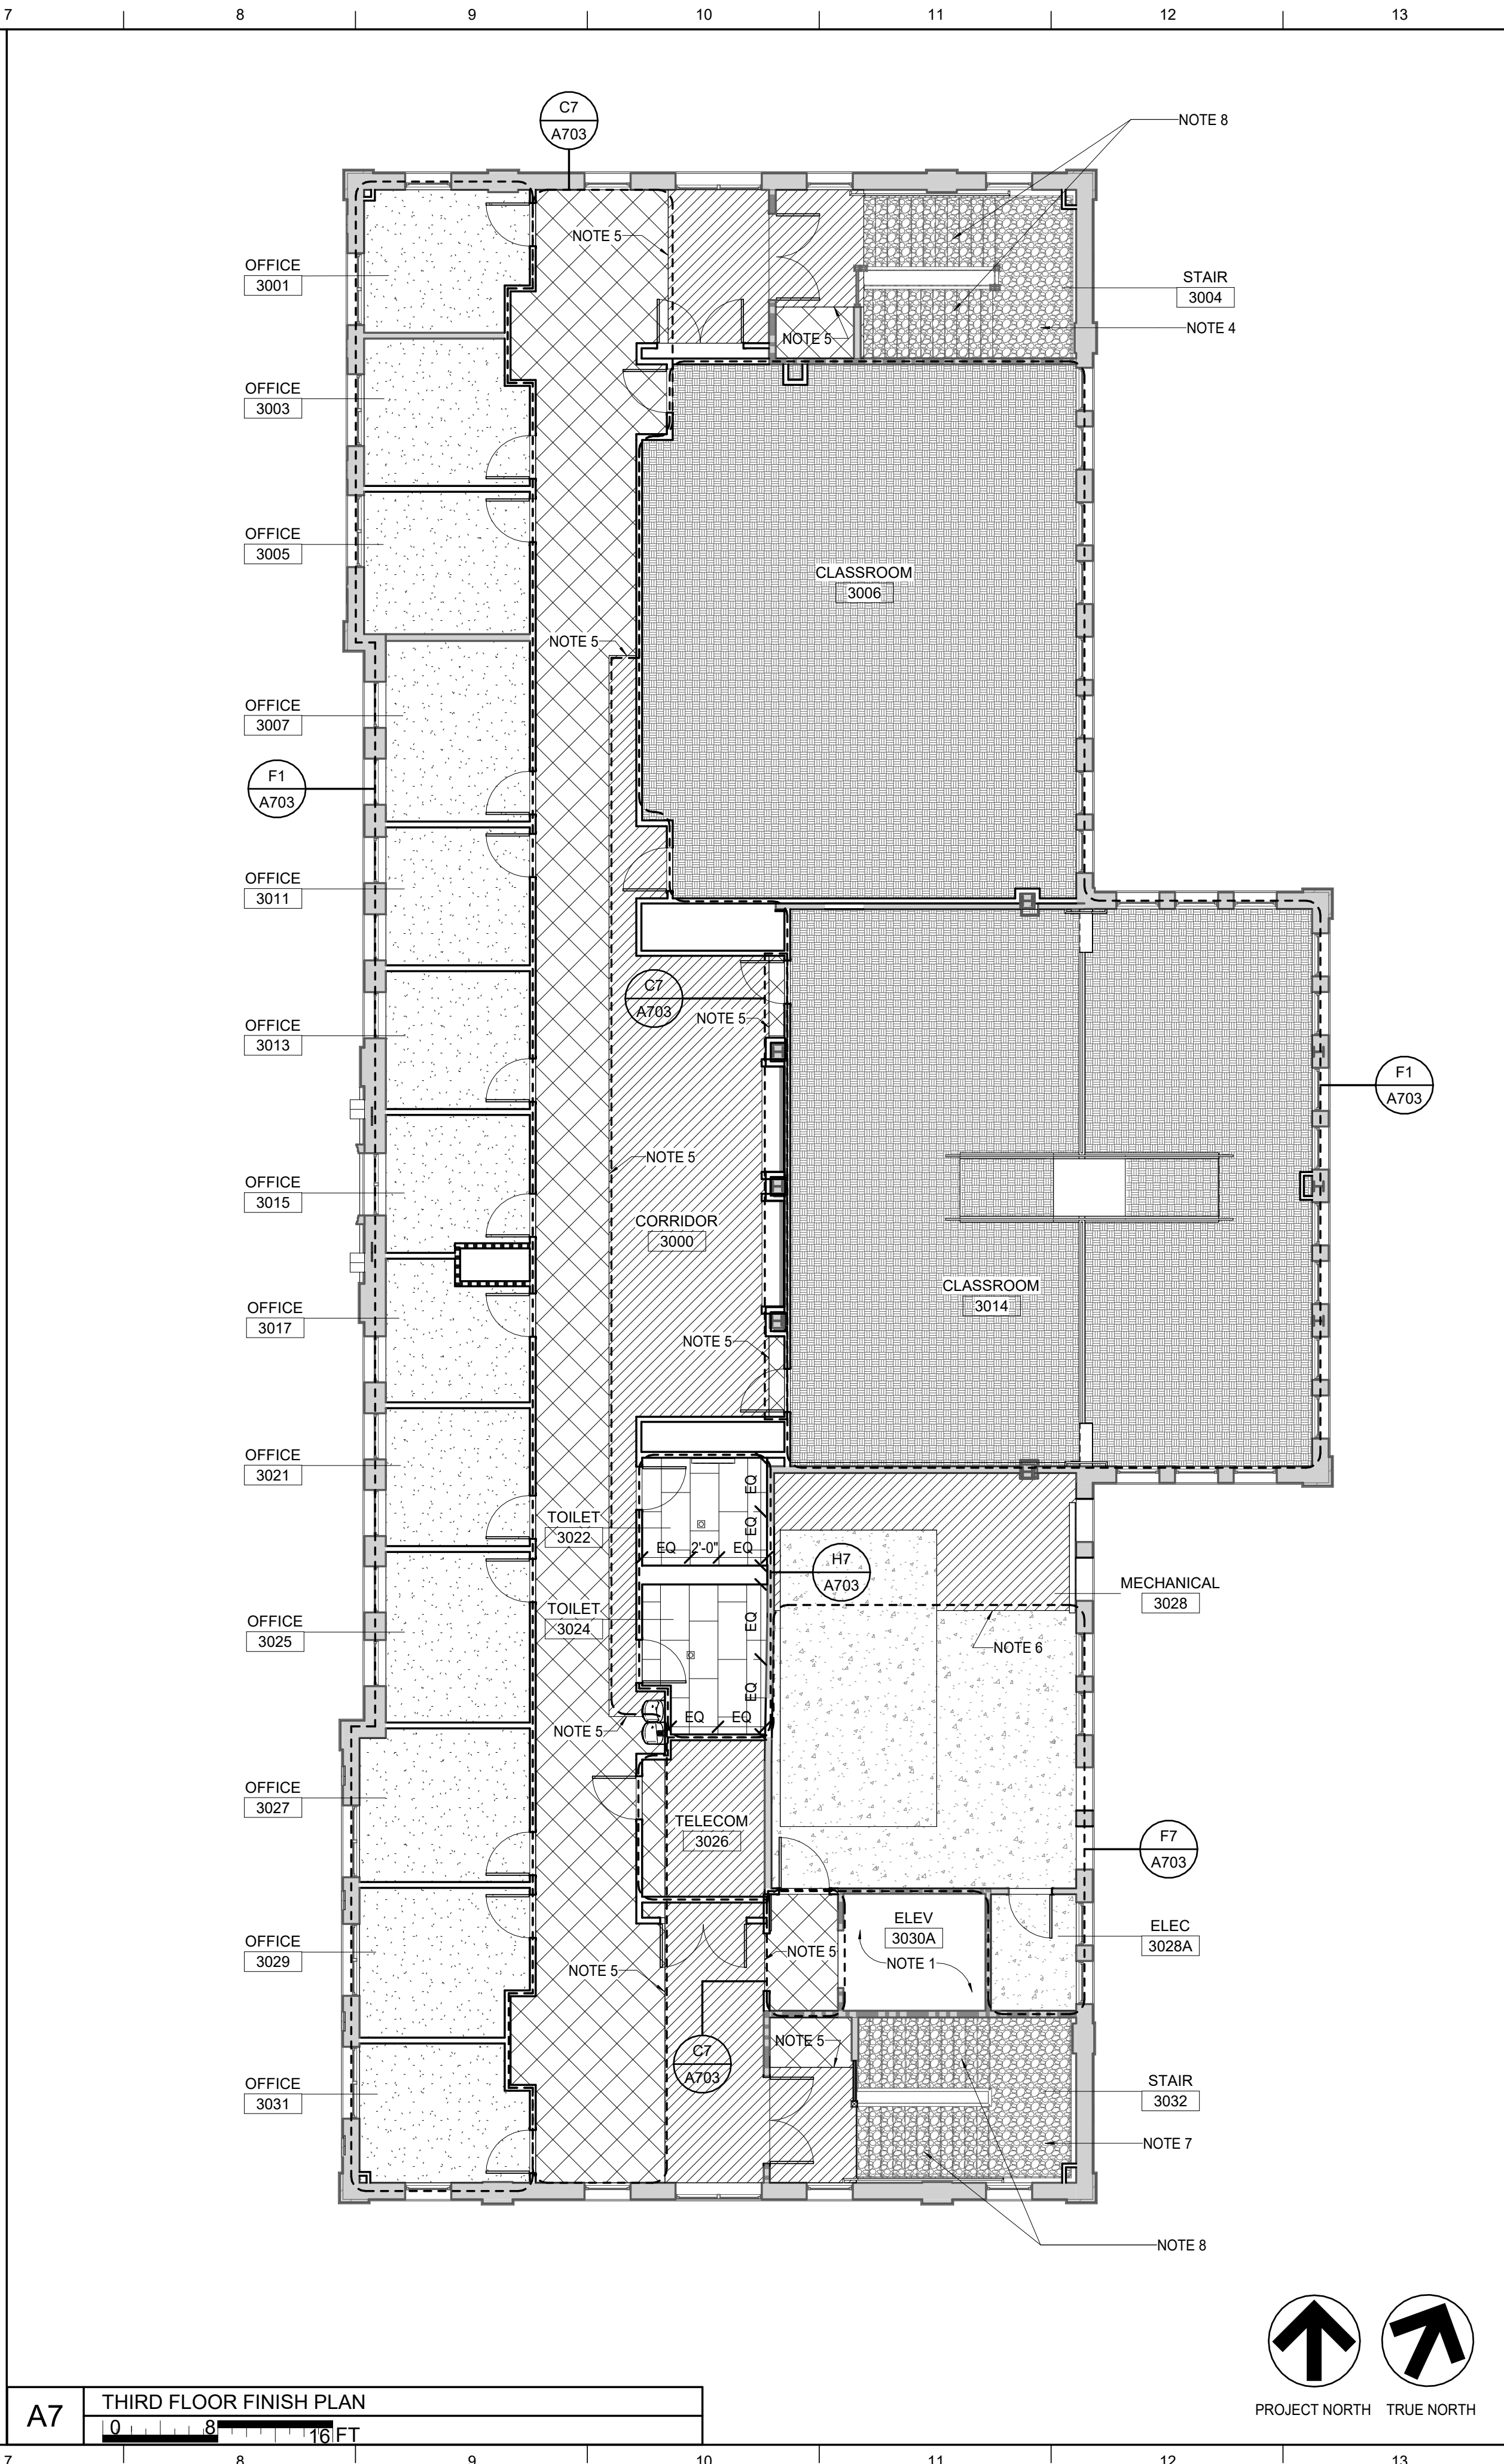 7 8 9 10 11 12 13
C7
A703
NOTE 8
NOTE 5
OFFICE
3001
STAIR
3004
NOTE 4
NOTE 5
OFFICE
3003
OFFICE
3005
CLASSROOM
3006
NOTE 5
OFFICE
3007
F1
A703
OFFICE
3011
C7
A703
NOTE 5
OFFICE
3013
F1
A703
NOTE 5
OFFICE
3015
CORRIDOR
3000
CLASSROOM
3014
OFFICE
3017
NOTE 5
OFFICE
3021
EQ
TOILET
3022
EQ
EQ 2'-0" EQ
H7
A703
MECHANICAL
3028
TOILET
3024
EQ
OFFICE
3025
NOTE 6
EQ
EQ EQ
NOTE 5
OFFICE
3027
TELECOM
3026
F7
A703
ELEV
3030A
ELEC
3028A
OFFICE
3029
NOTE 5
NOTE 1
NOTE 5
NOTE 5
C7
A703
OFFICE
3031
STAIR
3032
NOTE 7
NOTE 8
PROJECT NORTH TRUE NORTH
A7
THIRD FLOOR FINISH PLAN
0 8 16 FT
7 8 9 10 11 12 13